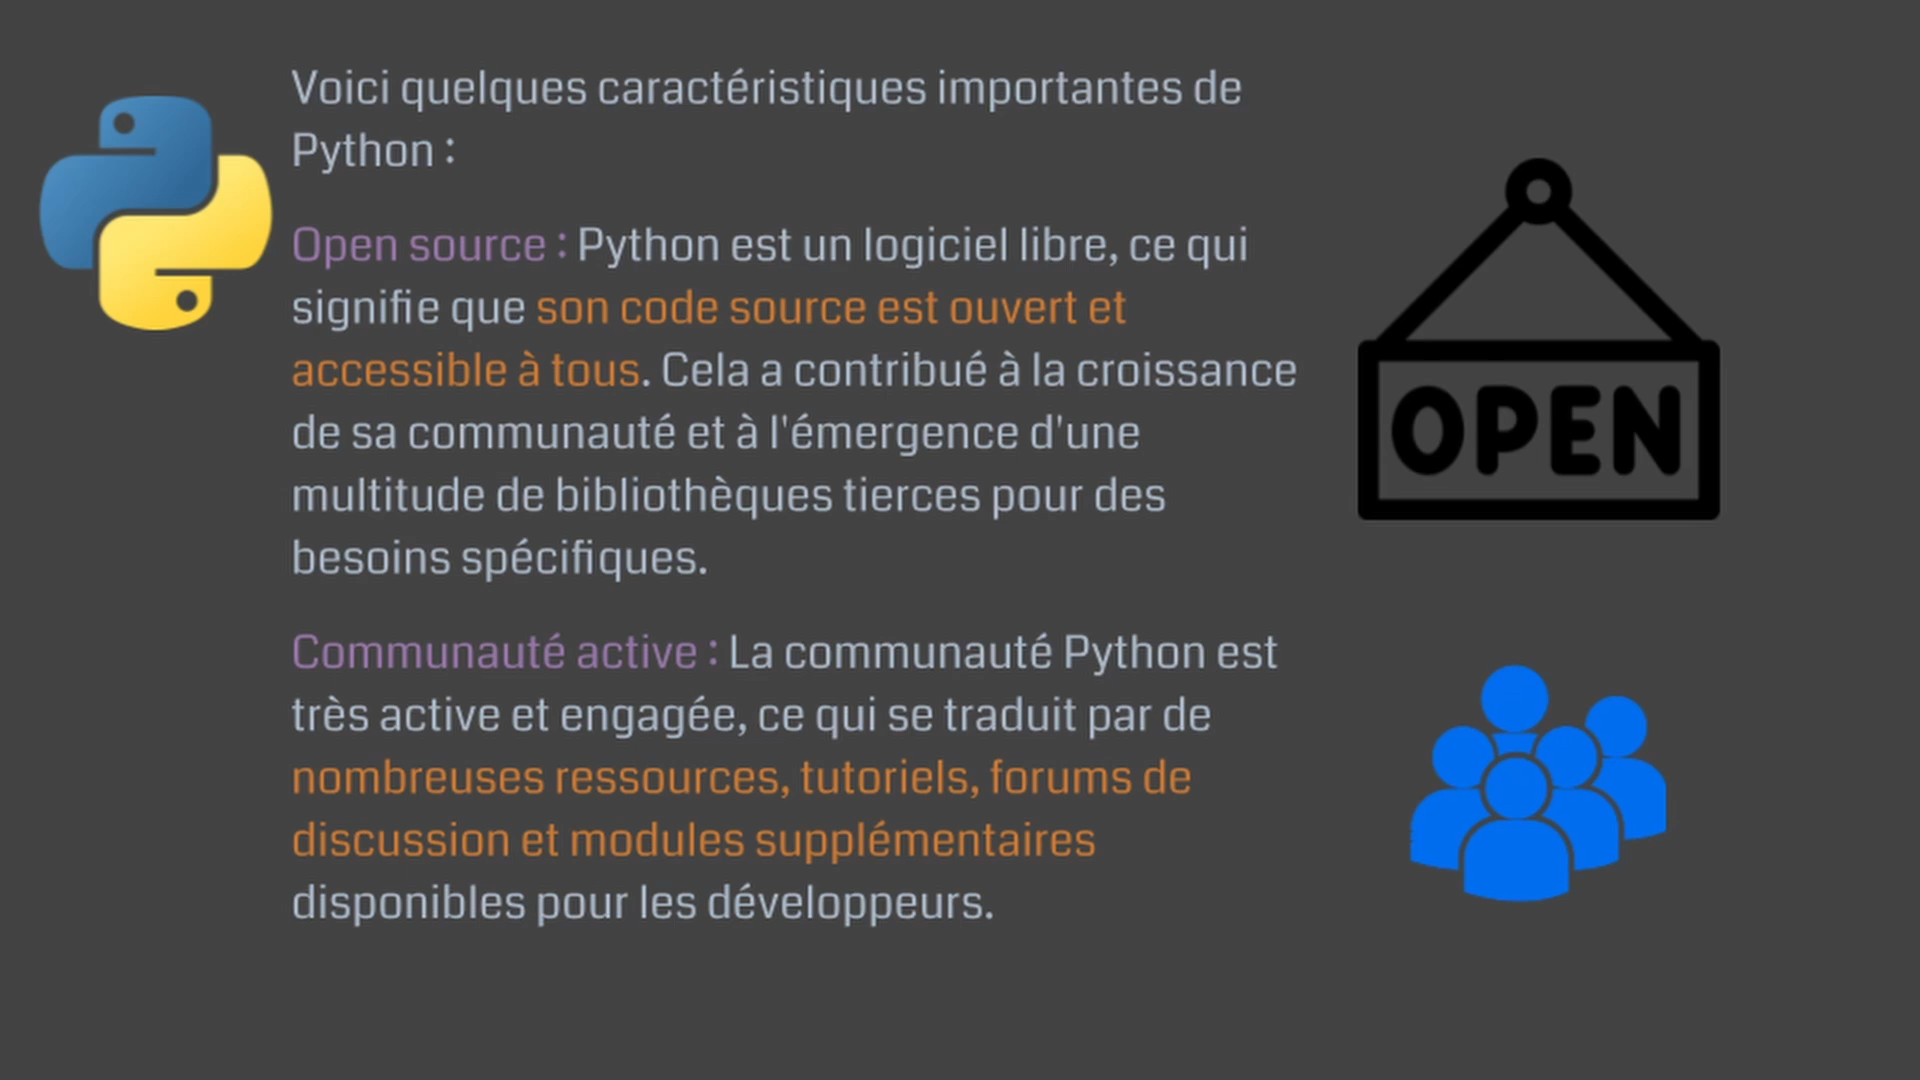 Voici quelques caractéristiques importantes de
Python :
Open source : Python est un logiciel libre, ce qui
signifie que son code source est ouvert et
accessible à tous. Cela a contribué à la croissance
de sa communauté et à l'émergence d'une
multitude de bibliothèques tierces pour des
besoins spécifiques.
OPEN
Communauté active : La communauté Python est
très active et engagée, ce qui se traduit par de
nombreuses ressources, tutoriels, forums de
discussion et modules supplémentaires
disponibles pour les développeurs.